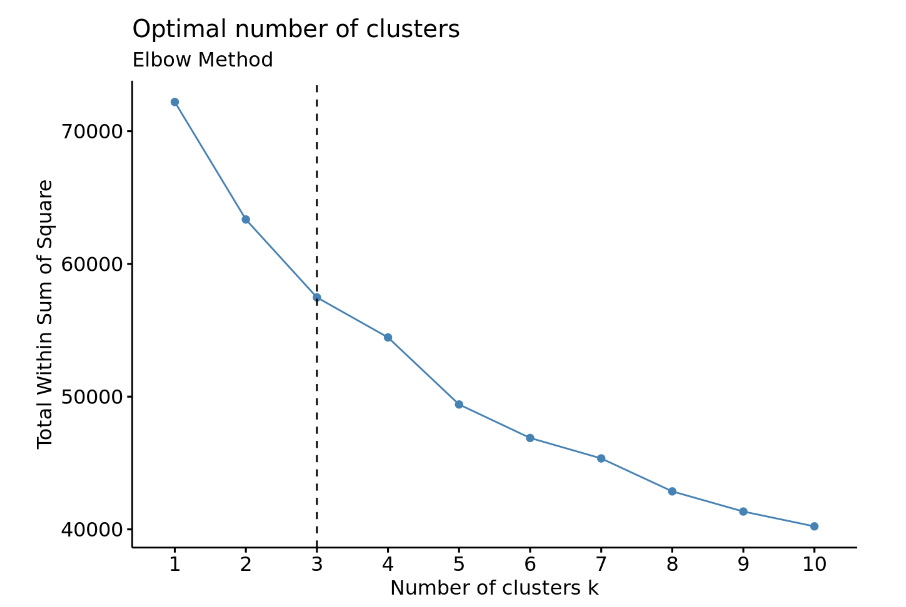 Optimal number of clusters
Elbow Method
Total Within Sum of Square
70000
60000
50000
40000
1 2 3 4 5 6 7 8 9 10
Number of clusters k